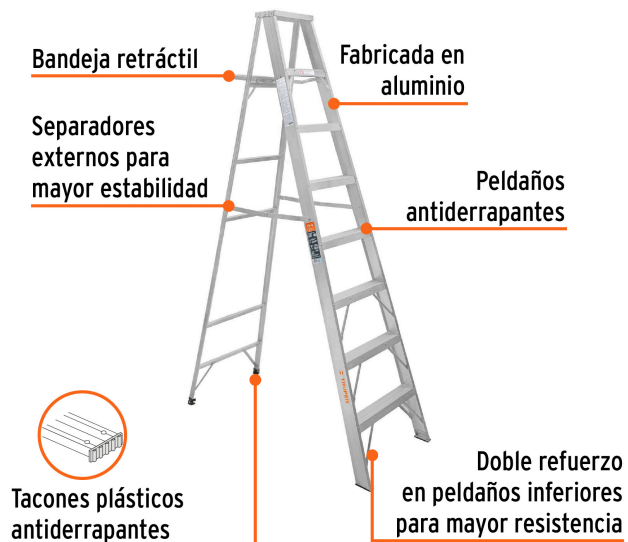 Bandeja retráctil
Fabricada en
aluminio
Separadores
externos para
mayor estabilidad
Peldaños
antiderrapantes
TRUPER
Tacones plásticos
antiderrapantes
Doble refuerzo
en peldaños inferiores
para mayor resistencia